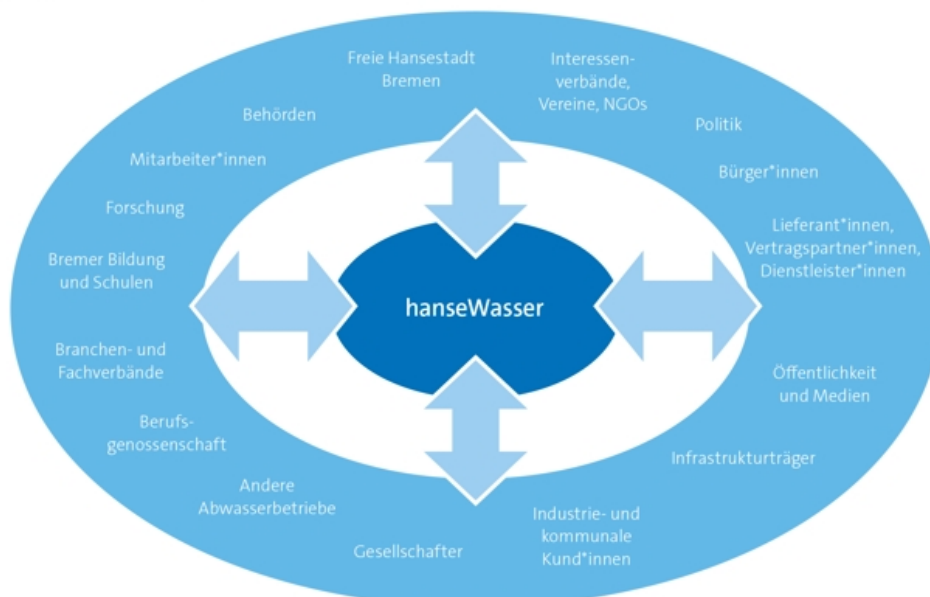 Freie Hansestadt
Bremen
Interessen-
verbände,
Vereine, NGOs
Behörden
Politik
Mitarbeiter*innen
Bürger*innen
Forschung
Lieferant*innen,
Vertragspartner*innen,
Dienstleister*innen
Bremer Bildung
und Schulen
hanseWasser
Branchen- und
Fachverbände
Öffentlichkeit
und Medien
Berufs-
genossenschaft
Infrastrukturträger
Andere
Abwasserbetriebe
Industrie- und
kommunale
Kund*innen
Gesellschafter